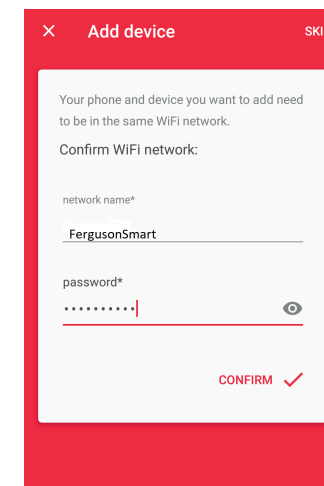 Add device
SKI
Your phone and device you want to add need
to be in the same WiFi network.
Confirm WiFi network:
network name*
FergusonSmart
password*
••••••••••
CONFIRM